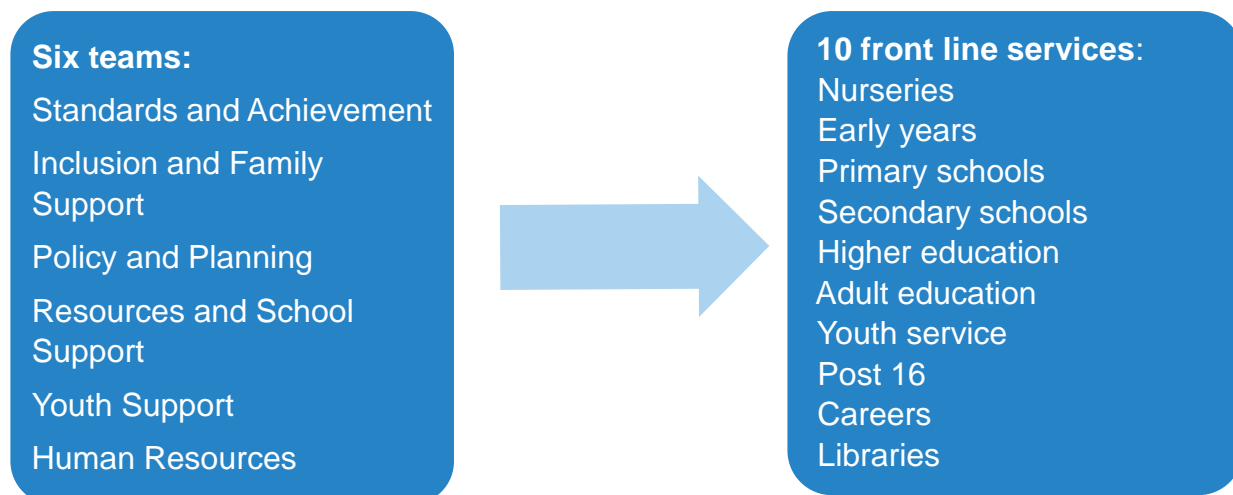 Six teams:
Standards and Achievement
Inclusion and Family
Support
Policy and Planning
Resources and School
Support
Youth Support
Human Resources
10 front line services:
Nurseries
Early years
Primary schools
Secondary schools
Higher education
Adult education
Youth service
Post 16
Careers
Libraries